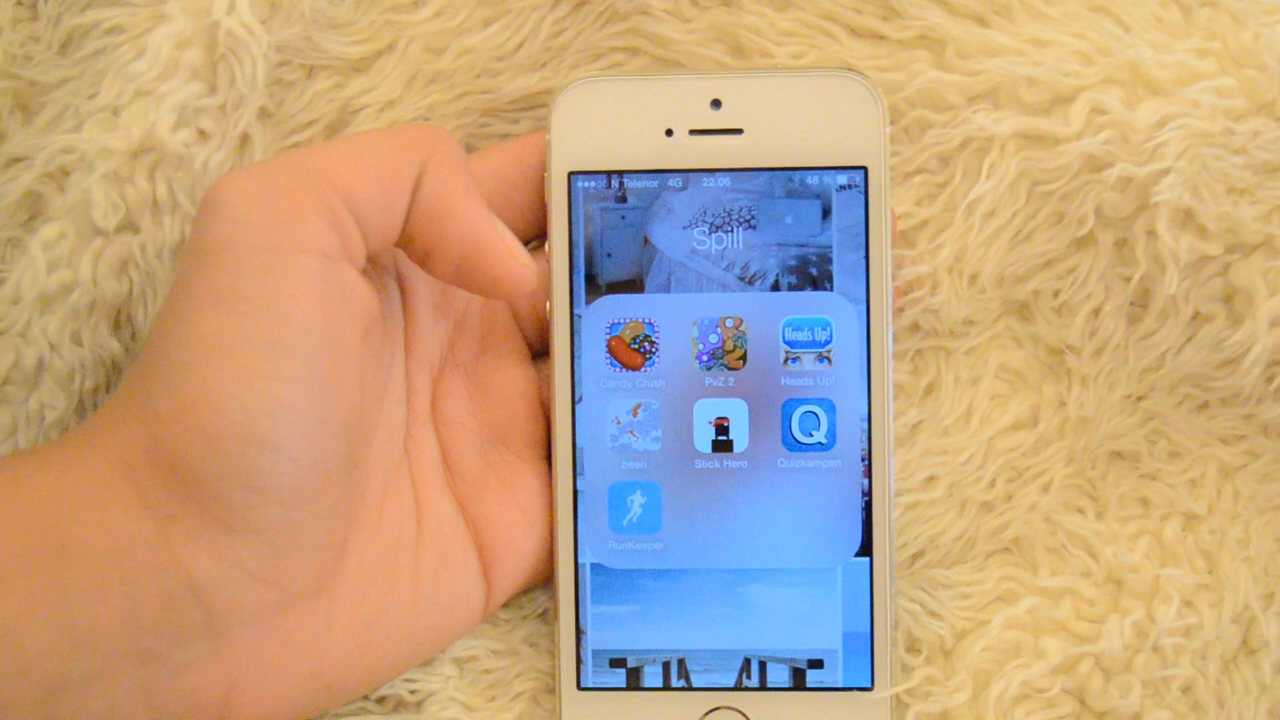 N Telenor 4G 22.06 48 %
Spill
Candy Crush PvZ 2 Heads Up!
Heads Up!
been Stick Hero Quizkampen
Q
RunKeeper